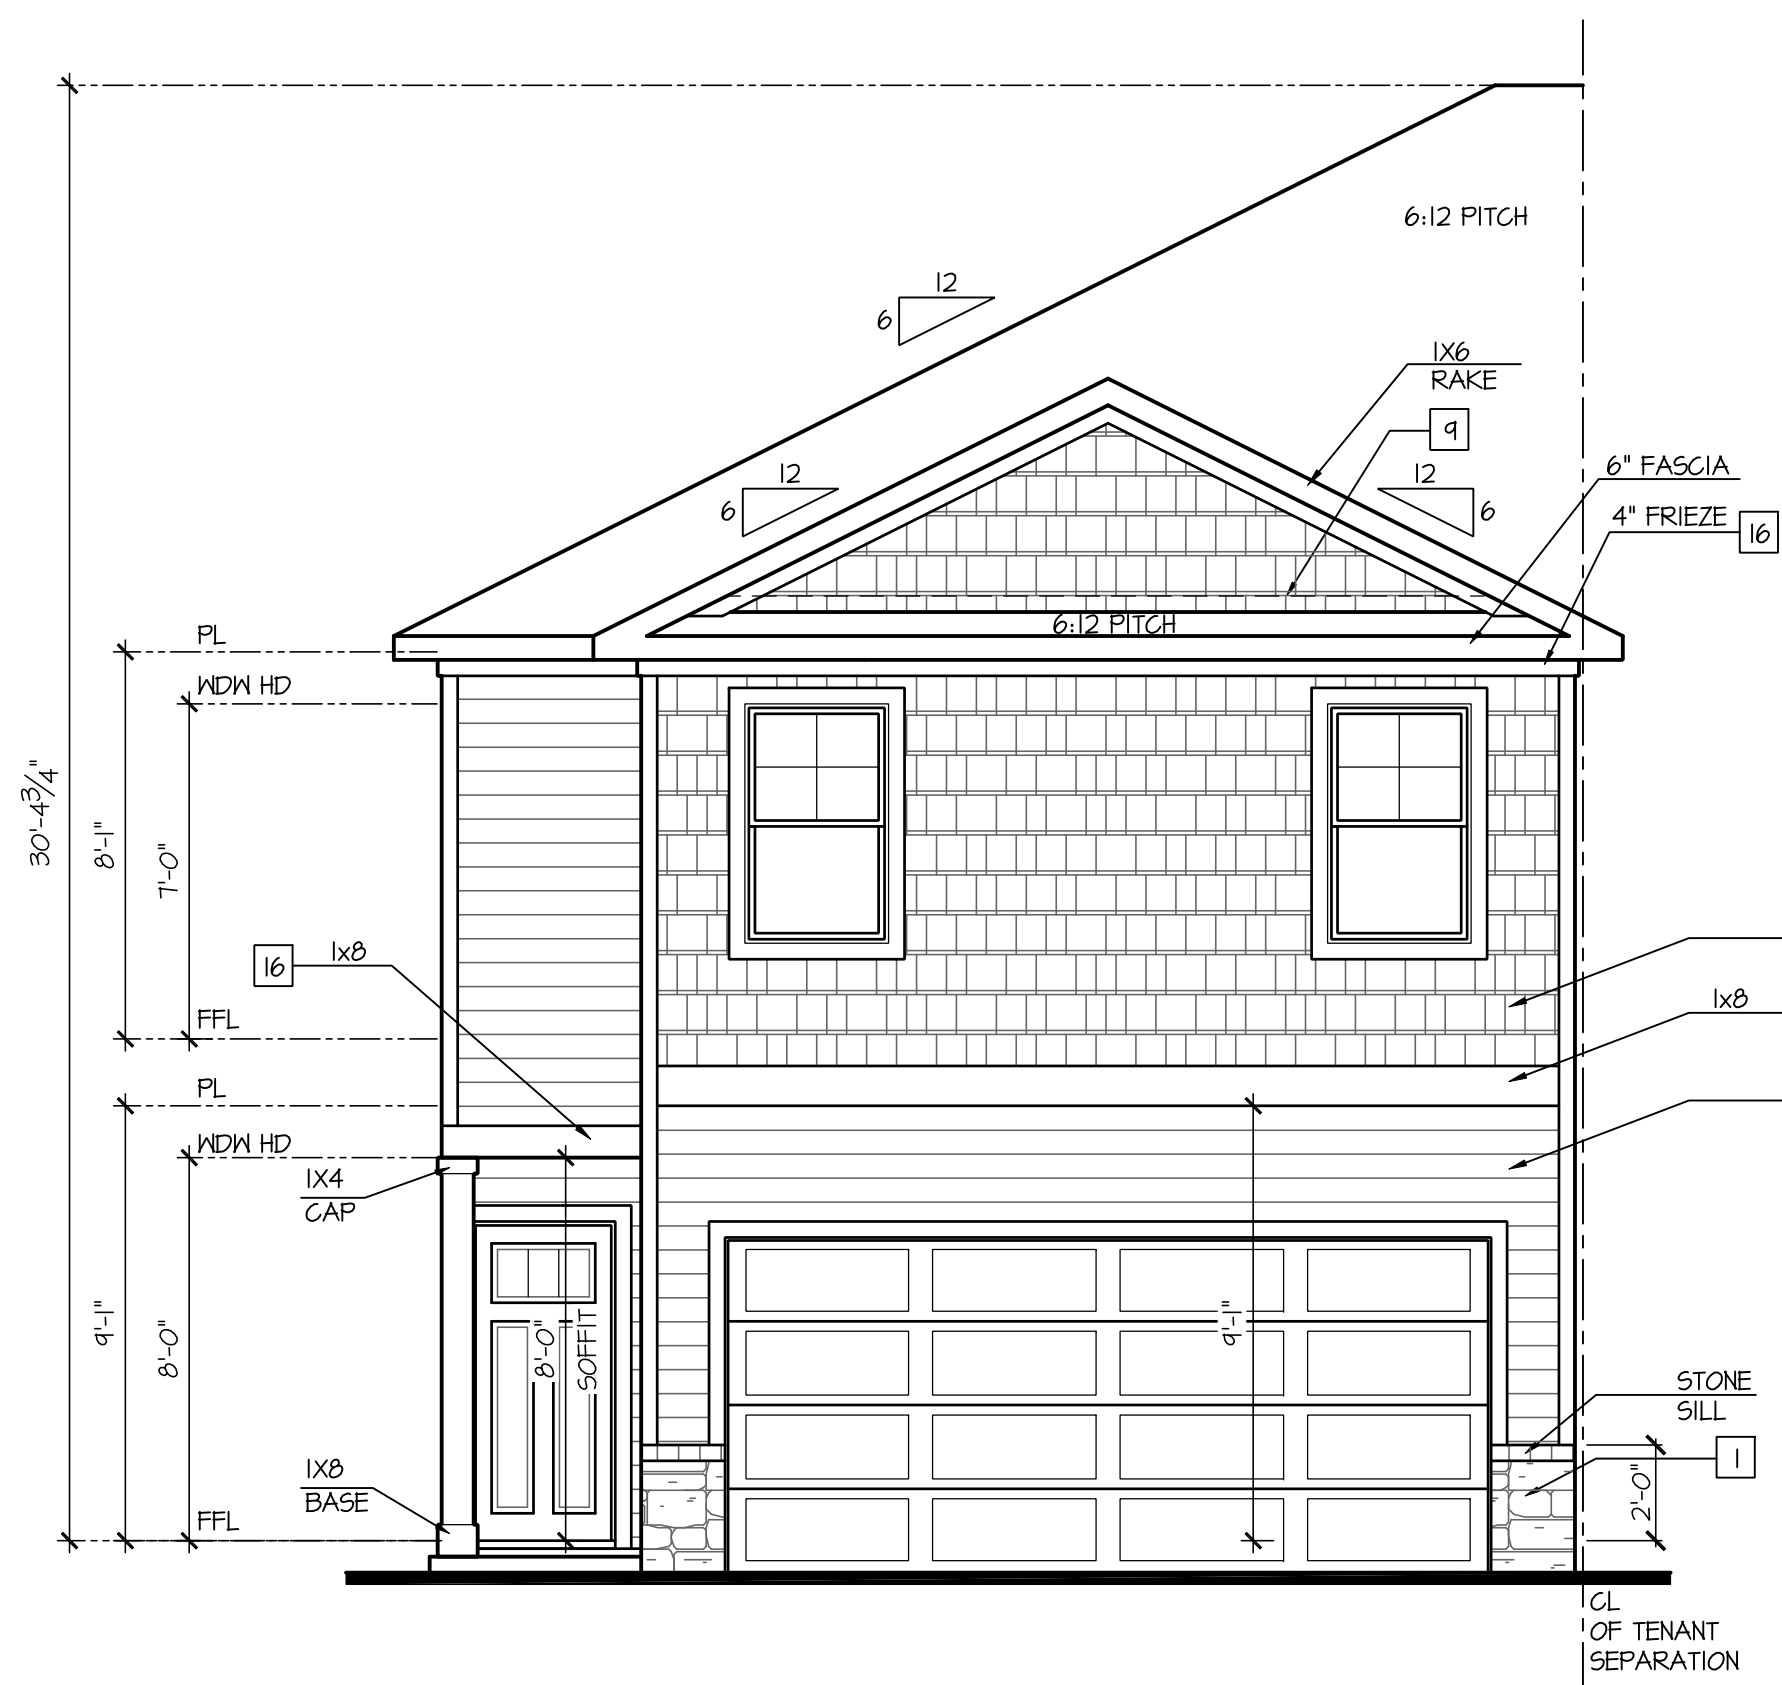 6:12 PITCH
12
6
1X6
RAKE
9
12
6
12
6
6" FASCIA
4" FRIEZE
16
6:12 PITCH
PL
WDW HD
30'-4 3/4"
8'-1"
7'-0"
16
1x8
1x8
FFL
PL
WDW HD
1X4
CAP
9'-1"
8'-0"
8'-0"
SOFFIT
9'-1"
STONE
SILL
1
2'-0"
1X8
BASE
FFL
CL
OF TENANT
SEPARATION